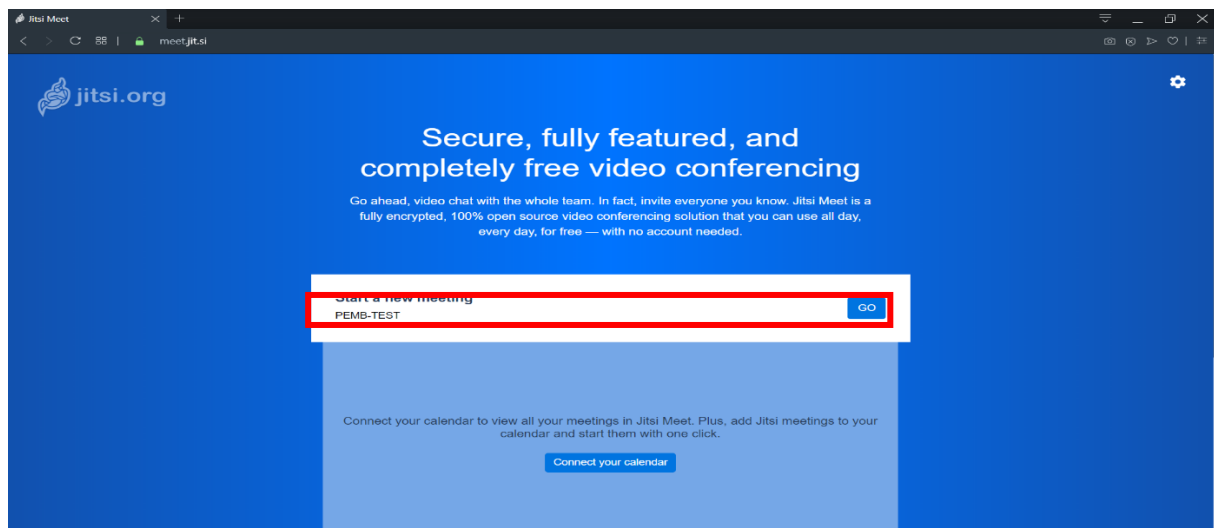 Jitsi Meet
meet.jit.si
jitsi.org
Secure, fully featured, and
completely free video conferencing
Go ahead, video chat with the whole team. In fact, invite everyone you know. Jitsi Meet is a
fully encrypted, 100% open source video conferencing solution that you can use all day,
every day, for free — with no account needed.
Start a new meeting
PEMB-TEST
GO
Connect your calendar to view all your meetings in Jitsi Meet. Plus, add Jitsi meetings to your
calendar and start them with one click.
Connect your calendar